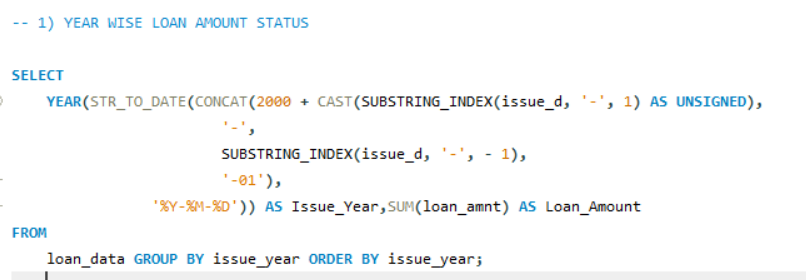 -- 1) YEAR WISE LOAN AMOUNT STATUS
SELECT
YEAR(STR_TO_DATE(CONCAT(2000 + CAST(SUBSTRING_INDEX(issue_d, '-', 1) AS UNSIGNED),
'-',
SUBSTRING_INDEX(issue_d, '-', - 1),
'-01'),
'%Y-%M-%D')) AS Issue_Year,SUM(loan_amnt) AS Loan_Amount
FROM
loan_data GROUP BY issue_year ORDER BY issue_year;